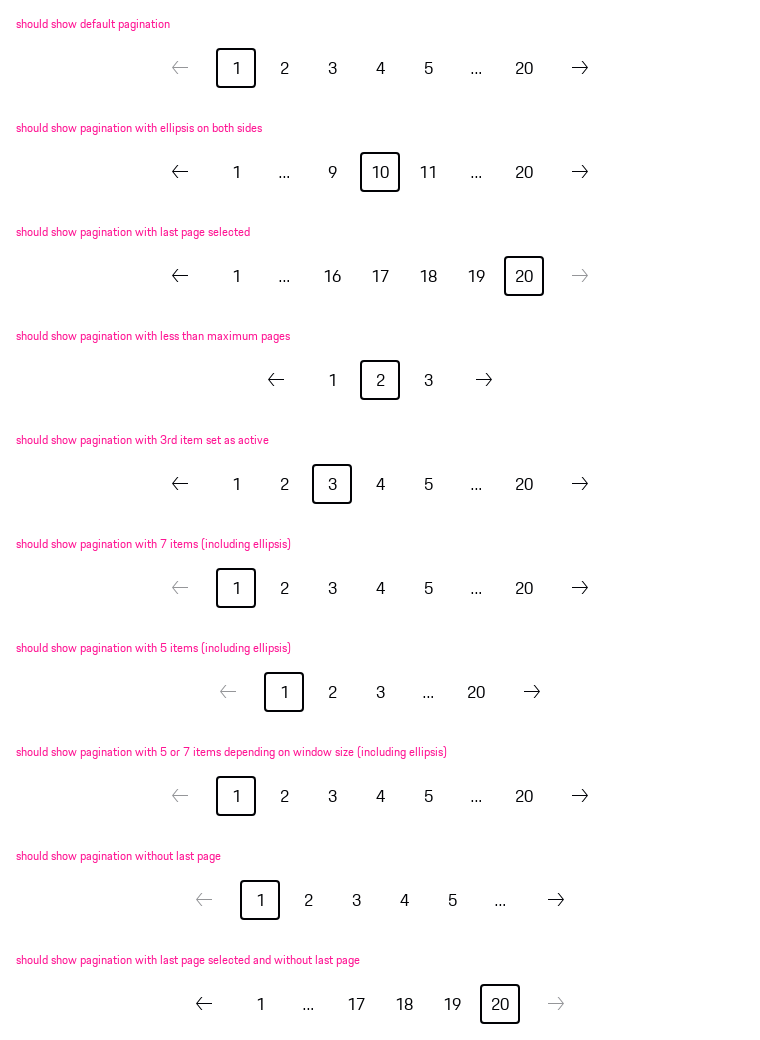 should show default pagination
← 1 2 3 4 5 ... 20 →
should show pagination with ellipsis on both sides
← 1 ... 9 10 11 ... 20 →
should show pagination with last page selected
← 1 ... 16 17 18 19 20 →
should show pagination with less than maximum pages
← 1 2 3 →
should show pagination with 3rd item set as active
← 1 2 3 4 5 ... 20 →
should show pagination with 7 items (including ellipsis)
← 1 2 3 4 5 ... 20 →
should show pagination with 5 items (including ellipsis)
← 1 2 3 ... 20 →
should show pagination with 5 or 7 items depending on window size (including ellipsis)
← 1 2 3 4 5 ... 20 →
should show pagination without last page
← 1 2 3 4 5 ... →
should show pagination with last page selected and without last page
← 1 ... 17 18 19 20 →